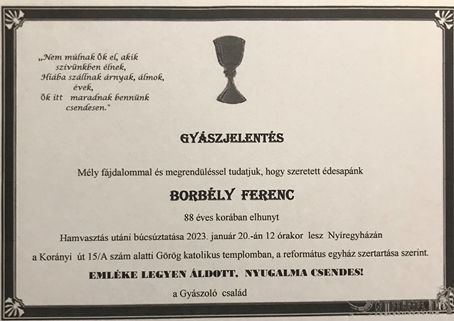 „Nem múlnak Ők el, akik
szívünkben élnek,
Hiába szállnak árnyak, álmok,
évek,
Ők itt maradnak bennünk
csendesen."
GYÁSZJELENTÉS
Mély fájdalommal és megrendüléssel tudatjuk, hogy szeretett édesapánk
BORBÉLY FERENC
88 éves korában elhunyt
Hamvasztás utáni búcsúztatása 2023. január 20.-án 12 órakor lesz Nyíregyházán
a Korányi út 15/A szám alatti Görög katolikus templomban, a református egyház szertartása szerint.
EMLÉKE LEGYEN ÁLDOTT, NYUGALMA CSENDES!
a Gyászoló család